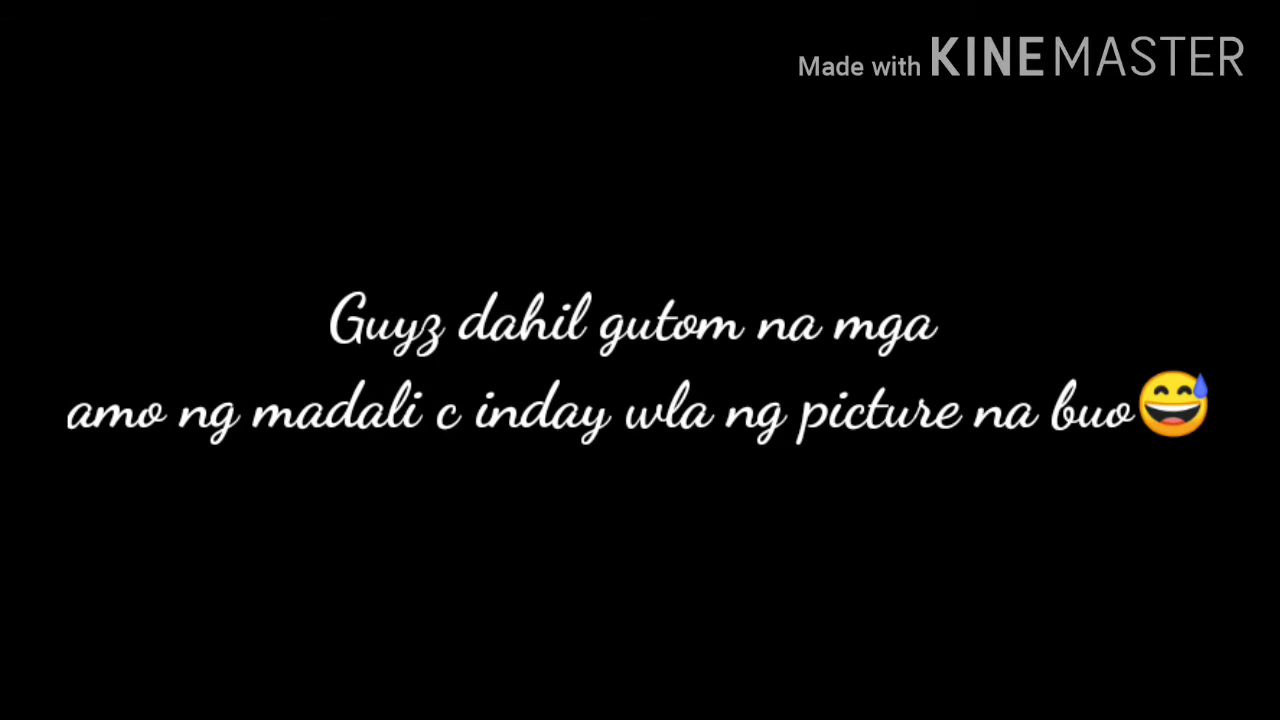 Made with KINEMASTER
Guyz dahil gutom na mga
amo ng madali c inday wla ng picture na buo😅